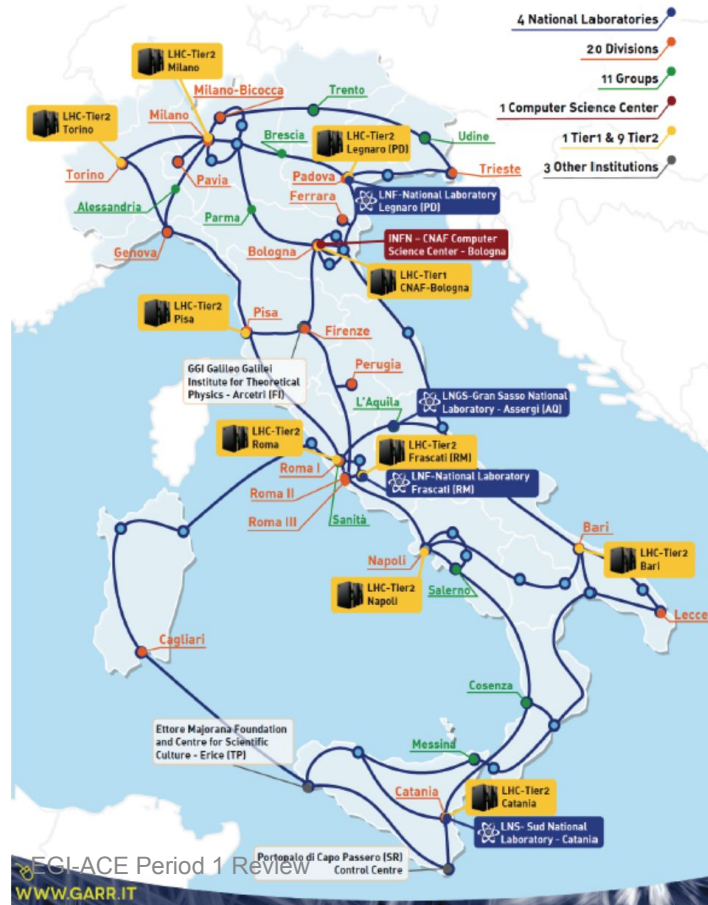 4 National Laboratories
20 Divisions
11 Groups
1 Computer Science Center
1 Tier1 & 9 Tier2
3 Other Institutions
LHC-Tier2
Milano
Milano-Bicocca
Trento
LHC-Tier2
Torino
Milano
Brescia
LHC-Tier2
Legnaro (PD)
Udine
Torino
Pavia
Padova
Trieste
Alessandria
Parma
Ferrara
LNF-National Laboratory
Legnaro (PD)
Genova
Bologna
INFN - CNAF Computer
Science Center - Bologna
LHC-Tier1
CNAF-Bologna
LHC-Tier2
Pisa
Pisa
Firenze
GGI Galileo Galilei
Institute for Theoretical
Physics - Arcetri (FI)
Perugia
L'Aquila
LNGS-Gran Sasso National
Laboratory - Assergi (AQ)
LHC-Tier2
Roma
Roma I
LHC-Tier2
Frascati (RM)
LNF-National Laboratory
Frascati (RM)
Roma II
Roma III
Sanità
Bari
Napoli
LHC-Tier2
Bari
LHC-Tier2
Napoli
Salerno
Lecce
Cagliari
Cosenza
Ettore Majorana Foundation
and Centre for Scientific
Culture - Erice (TP)
Messina
Catania
LHC-Tier2
Catania
LNS- Sud National
Laboratory - Catania
Portopalo di Capo Passero (SR)
Control Centre
EGI-ACE Period 1 Review
WWW.GARR.IT